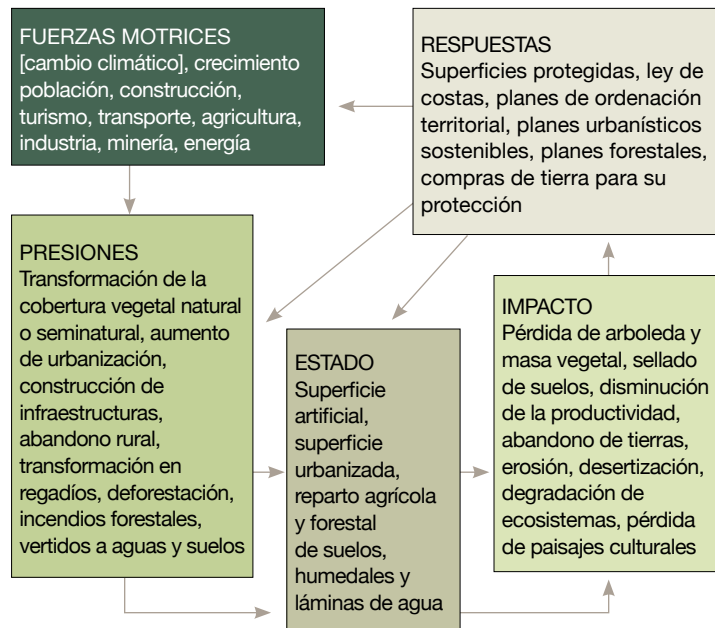 FUERZAS MOTRICES
[cambio climático], crecimiento
población, construcción,
turismo, transporte, agricultura,
industria, minería, energía
RESPUESTAS
Superficies protegidas, ley de
costas, planes de ordenación
territorial, planes urbanísticos
sostenibles, planes forestales,
compras de tierra para su
protección
PRESIONES
Transformación de la
cobertura vegetal natural
o seminatural, aumento
de urbanización,
construcción de
infraestructuras,
abandono rural,
transformación en
regadíos, deforestación,
incendios forestales,
vertidos a aguas y suelos
ESTADO
Superficie
artificial,
superficie
urbanizada,
reparto agrícola
y forestal
de suelos,
humedales y
láminas de agua
IMPACTO
Pérdida de arboleda y
masa vegetal, sellado
de suelos, disminución
de la productividad,
abandono de tierras,
erosión, desertización,
degradación de
ecosistemas, pérdida
de paisajes culturales